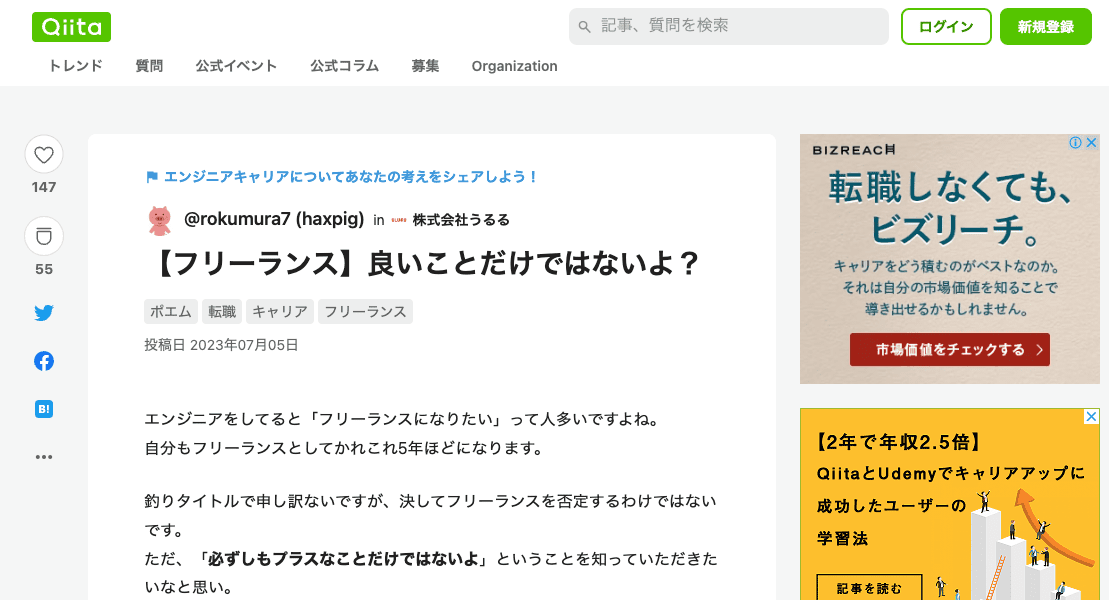 Qiita
記事、質問を検索
ログイン
新規登録
トレンド 質問 公式イベント 公式コラム 募集 Organization
147
55
B!
エンジニアキャリアについてあなたの考えをシェアしよう！
@rokumura7 (haxpig) in 株式会社うるる
【フリーランス】良いことだけではないよ？
ポエム 転職 キャリア フリーランス
投稿日 2023年07月05日
エンジニアをしてると「フリーランスになりたい」って人多いですよね。
自分もフリーランスとしてかれこれ5年ほどになります。
釣りタイトルで申し訳ないですが、決してフリーランスを否定するわけではない
です。
ただ、「必ずしもプラスなことだけではないよ」ということを知っていただきた
いなと思い。
BIZREACH
転職しなくても、
ビズリーチ。
キャリアをどう積むのがベストなのか。
それは自分の市場価値を知ることで
導き出せるかもしれません。
市場価値をチェックする
【2年で年収2.5倍】
QiitaとUdemyでキャリアアップに
成功したユーザーの
学習法
記事を読む